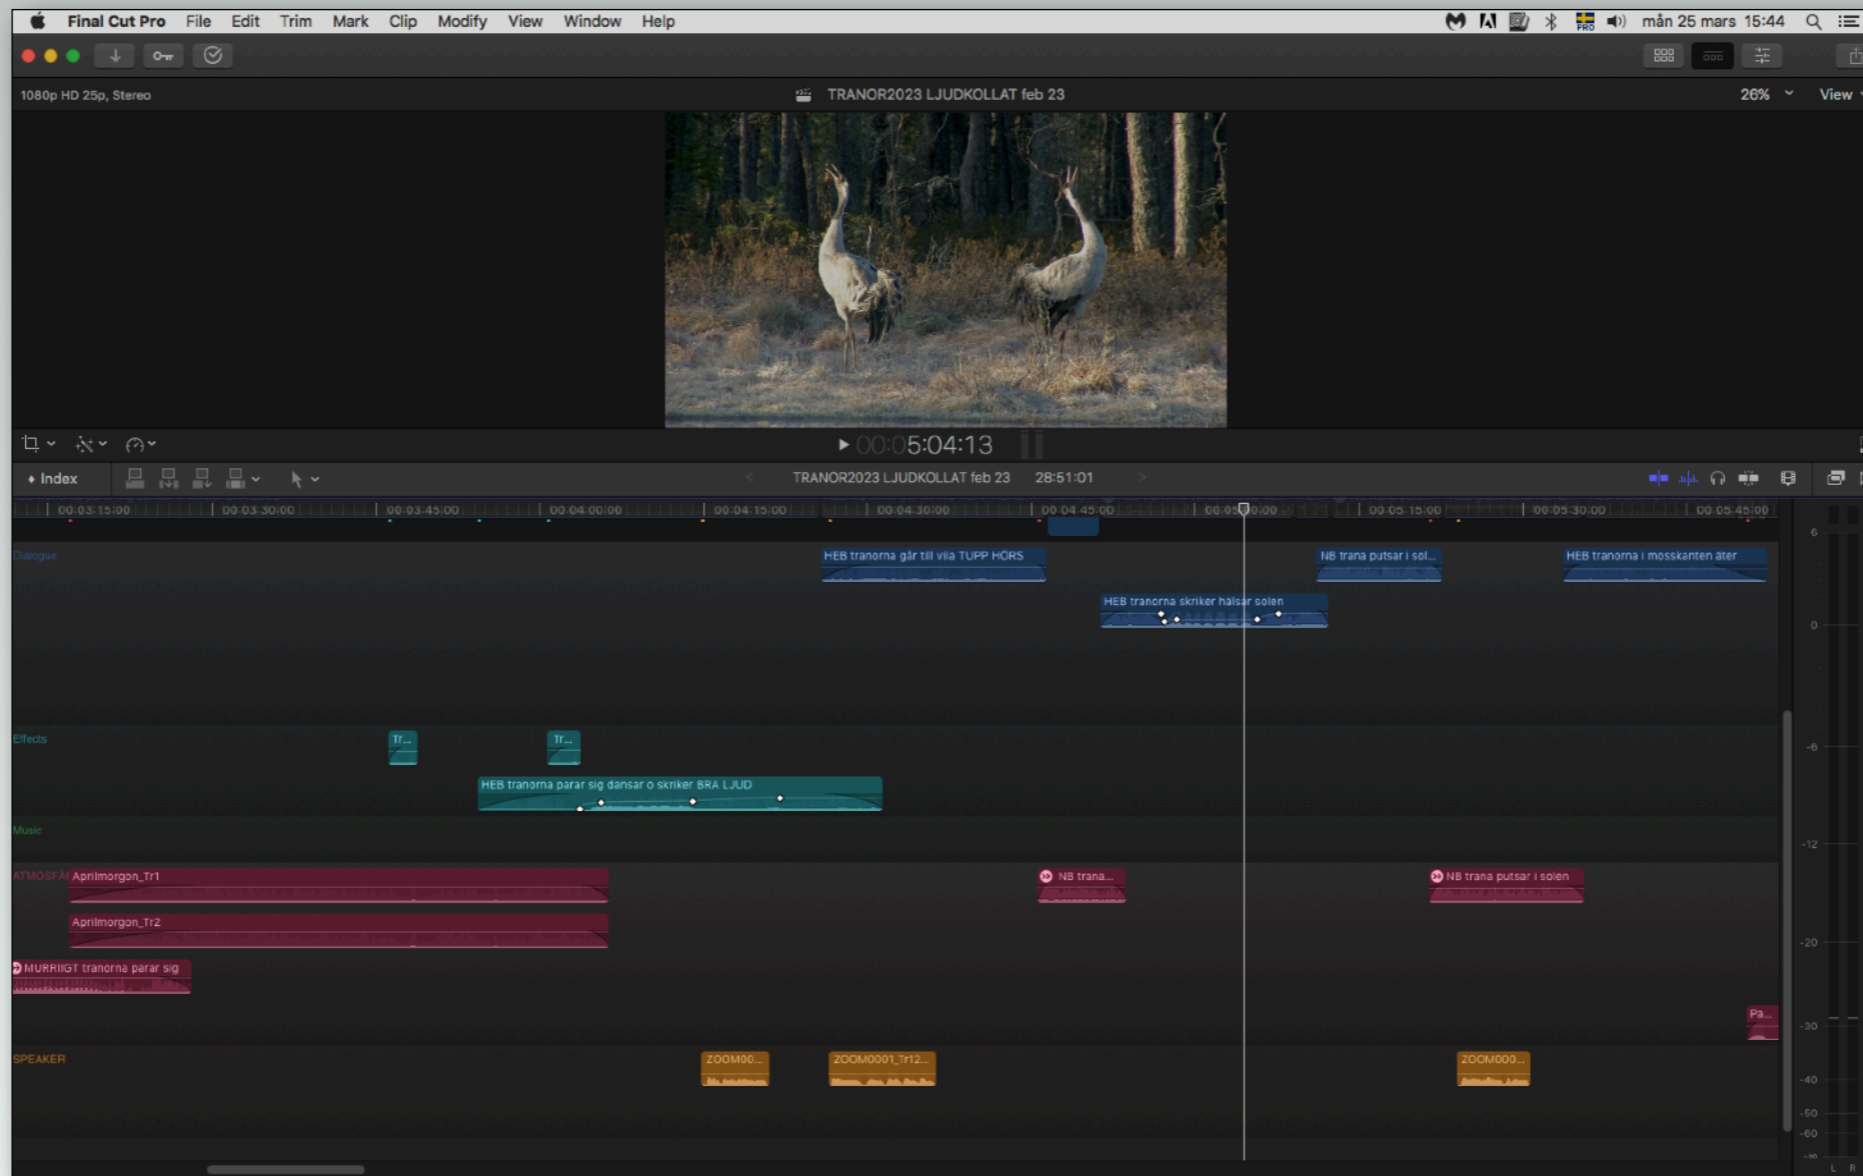 Final Cut Pro File Edit Trim Mark Clip Modify View Window Help PRO mån 25 mars 15:44
1080p HD 25p, Stereo TRANOR2023 LJUDKOLLAT feb 23 26% View
00:05:04:13
Index TRANOR2023 LJUDKOLLAT feb 23 28:51:01
00:03:15:00 00:03:30:00 00:03:45:00 00:04:00:00 00:04:15:00 00:04:30:00 00:04:45:00 00:05:00:00 00:05:15:00 00:05:30:00 00:05:45:00
6
Dialogue HEB tranorna går till vila TUPP HÖRS NB trana putsar i sol... HEB tranorna i mosskanten äter
HEB tranorna skriker hälsar solen
0
Effects Tr... Tr...
-6
HEB tranorna parar sig dansar o skriker BRA LJUD
Music
-12
ATMOSFÄ Aprilmorgon_Tr1 NB trana... NB trana putsar i solen
Aprilmorgon_Tr2
-20
MURRIIGT tranorna parar sig
Pa...
-30
SPEAKER ZOOM00... ZOOM0001_Tr12... ZOOM000...
-40
-50
-60
-∞
L R